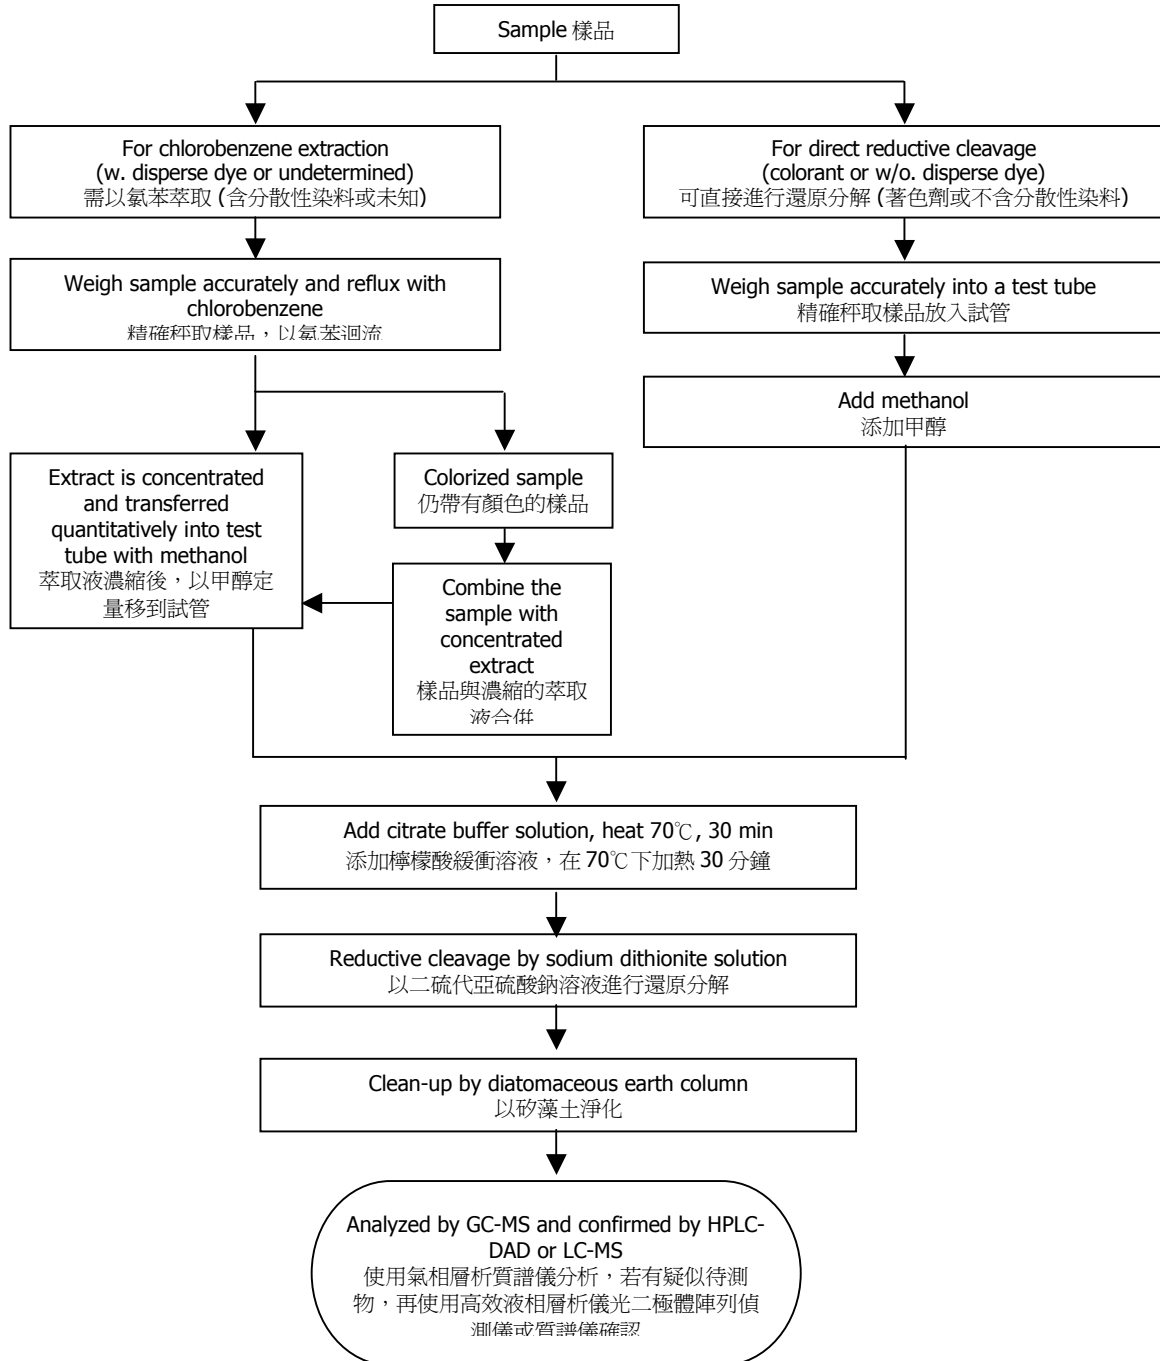 Sample 樣品
For chlorobenzene extraction
(w. disperse dye or undetermined)
需以氯苯萃取 (含分散性染料或未知)
For direct reductive cleavage
(colorant or w/o. disperse dye)
可直接進行還原分解 (著色劑或不含分散性染料)
Weigh sample accurately and reflux with
chlorobenzene
精確秤取樣品，以氯苯迴流
Weigh sample accurately into a test tube
精確秤取樣品放入試管
Add methanol
添加甲醇
Extract is concentrated
and transferred
quantitatively into test
tube with methanol
萃取液濃縮後，以甲醇定
量移到試管
Colorized sample
仍帶有顏色的樣品
Combine the
sample with
concentrated
extract
樣品與濃縮的萃取
液合併
Add citrate buffer solution, heat 70℃, 30 min
添加檸檬酸緩衝溶液，在 70℃下加熱 30 分鐘
Reductive cleavage by sodium dithionite solution
以二硫代亞硫酸鈉溶液進行還原分解
Clean-up by diatomaceous earth column
以矽藻土淨化
Analyzed by GC-MS and confirmed by HPLC-
DAD or LC-MS
使用氣相層析質譜儀分析，若有疑似待測
物，再使用高效液相層析儀光二極體陣列偵
測儀或質譜儀確認